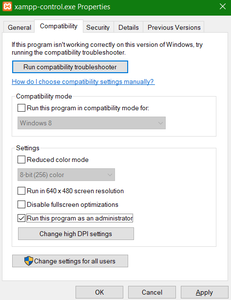 xampp-control.exe Properties
General Compatibility Security Details Previous Versions
If this program isn't working correctly on this version of Windows, try
running the compatibility troubleshooter.
Run compatibility troubleshooter
How do I choose compatibility settings manually?
Compatibility mode
Run this program in compatibility mode for:
Windows 8
Settings
Reduced color mode
8-bit (256) color
Run in 640 x 480 screen resolution
Disable fullscreen optimizations
Run this program as an administrator
Change high DPI settings
Change settings for all users
OK Cancel Apply